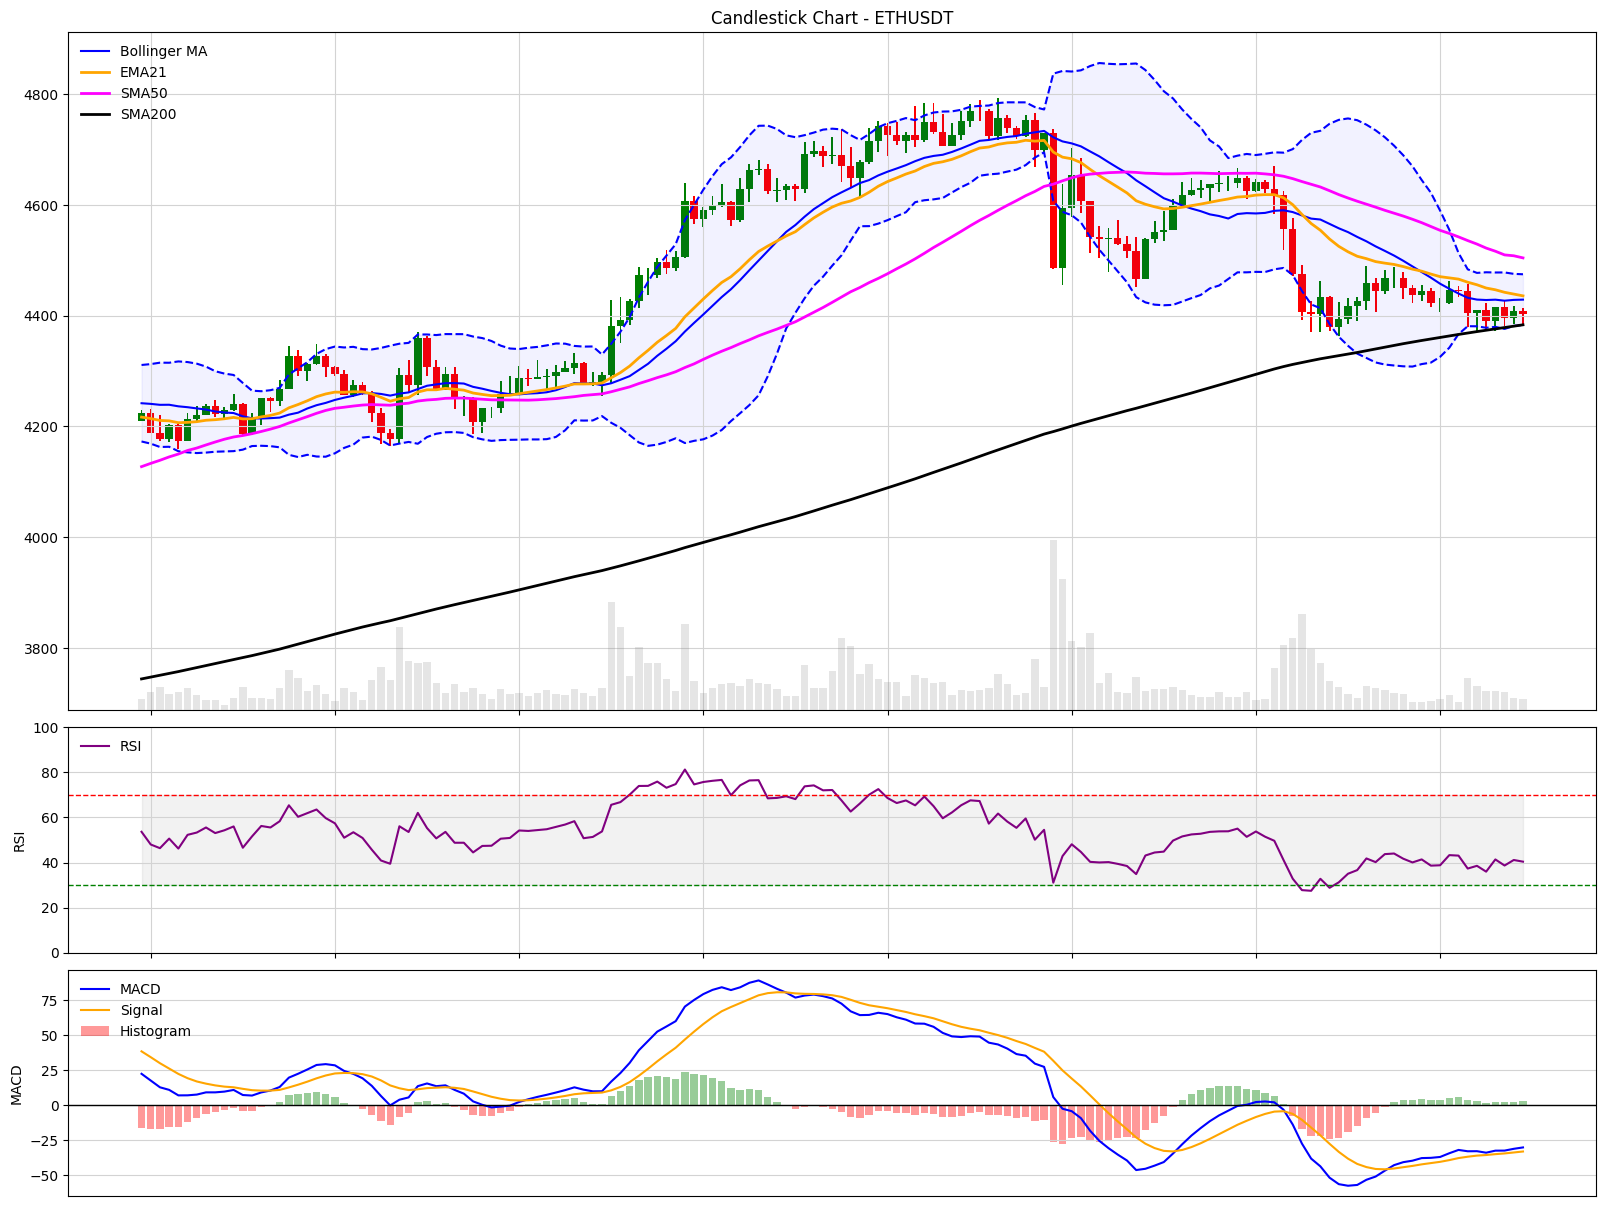 Candlestick Chart - ETHUSDT
Bollinger MA
EMA21
SMA50
SMA200
4800
4600
4400
4200
4000
3800
RSI
100
80
60
40
20
0
RSI
MACD
Signal
Histogram
75
50
25
0
−25
−50
MACD